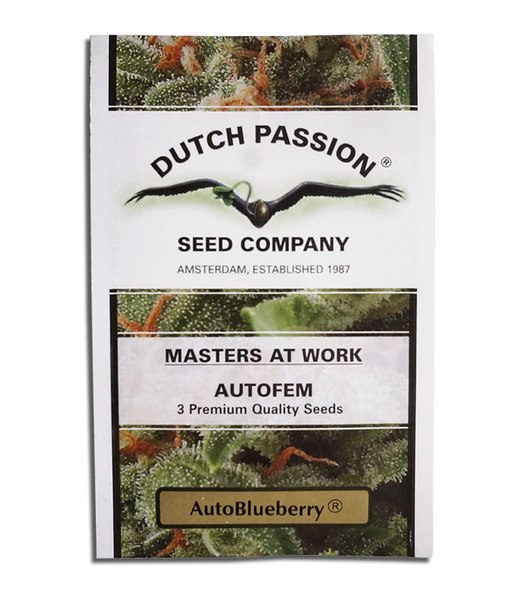 DUTCH PASSION ®
SEED COMPANY
AMSTERDAM, ESTABLISHED 1987
MASTERS AT WORK
AUTOFEM
3 Premium Quality Seeds
AutoBlueberry ®